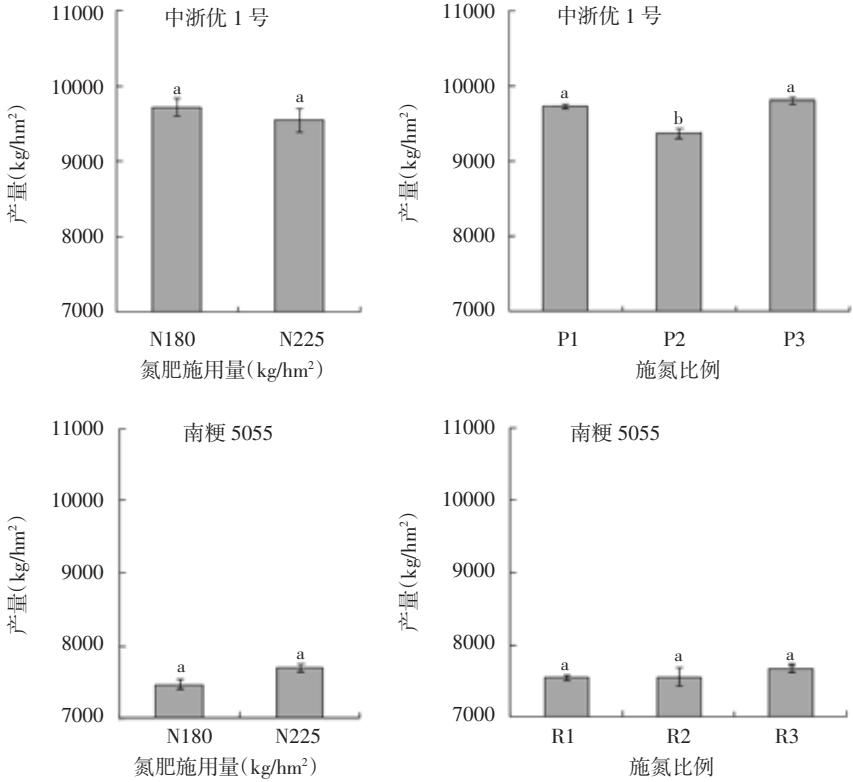 中浙优 1 号
11000
10000
9000
8000
7000
产量(kg/hm²)
a
a
N180
N225
氮肥施用量(kg/hm²)
中浙优 1 号
11000
10000
9000
8000
7000
产量(kg/hm²)
a
b
a
P1
P2
P3
施氮比例
南粳 5055
11000
10000
9000
8000
7000
产量(kg/hm²)
a
a
N180
N225
氮肥施用量(kg/hm²)
南粳 5055
11000
10000
9000
8000
7000
产量(kg/hm²)
a
a
a
R1
R2
R3
施氮比例